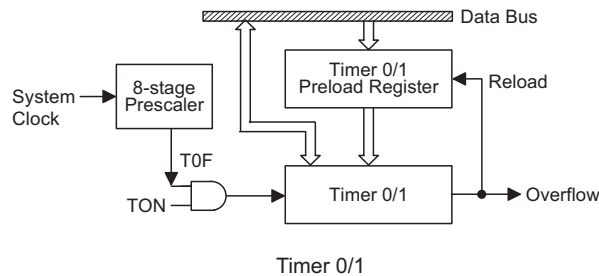 Data Bus
Timer 0/1
Preload Register
Reload
8-stage
Prescaler
System
Clock
T0F
TON
Timer 0/1
Overflow
Timer 0/1